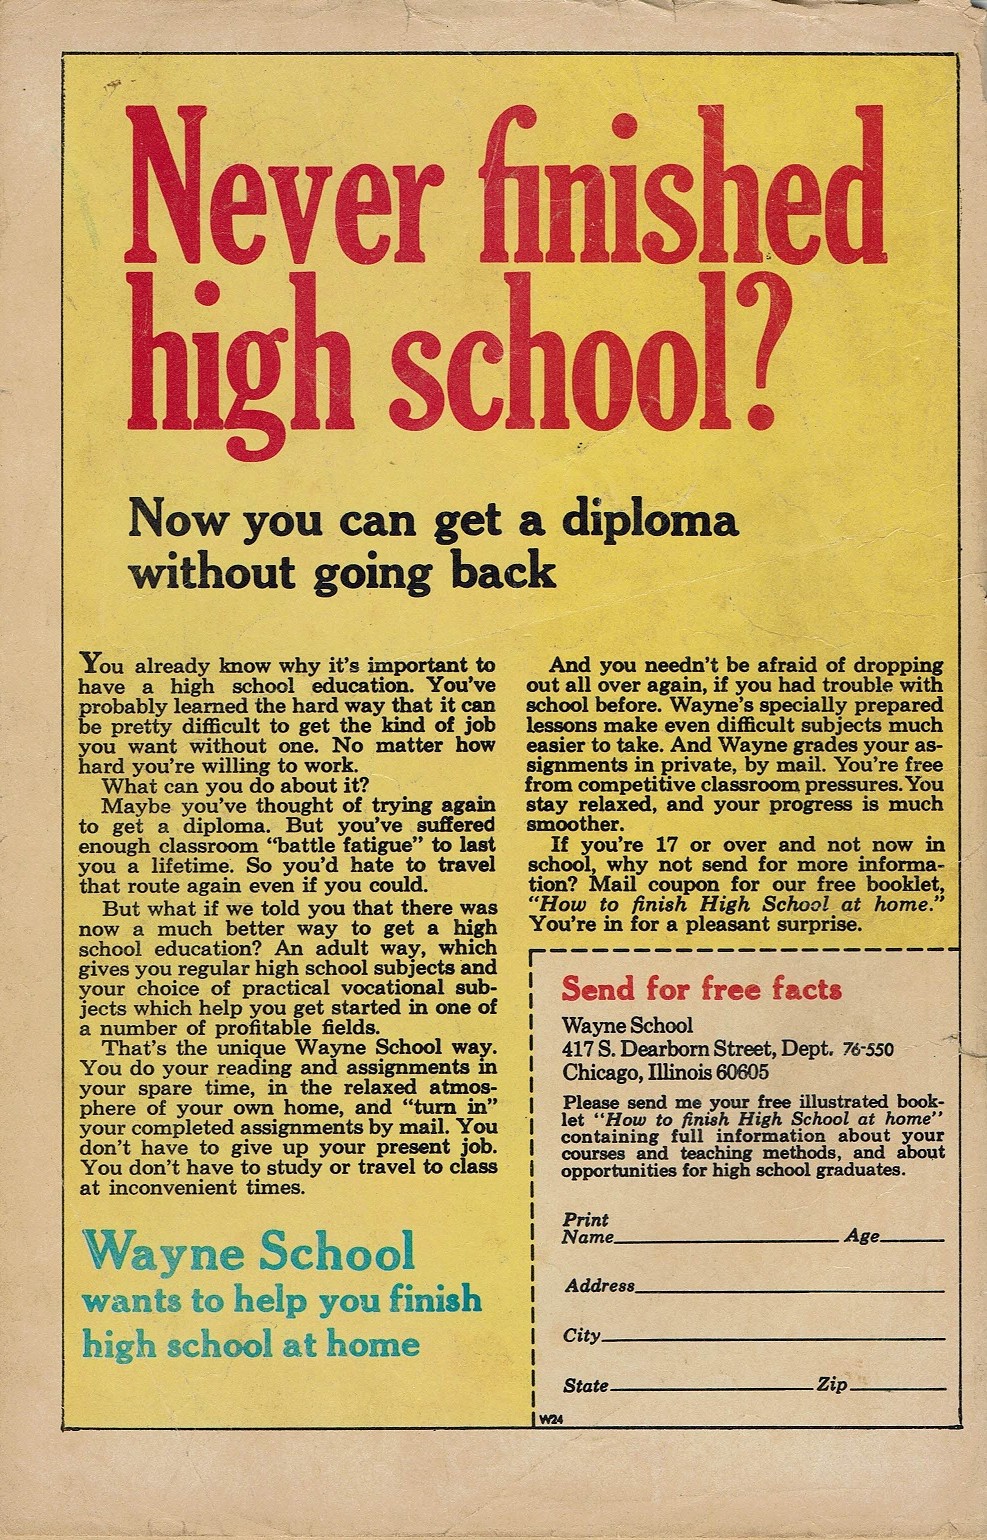 Never finished
high school?
Now you can get a diploma
without going back
You already know why it's important to
have a high school education. You've
probably learned the hard way that it can
be pretty difficult to get the kind of job
you want without one. No matter how
hard you're willing to work.
What can you do about it?
Maybe you've thought of trying again
to get a diploma. But you've suffered
enough classroom "battle fatigue" to last
you a lifetime. So you'd hate to travel
that route again even if you could.
But what if we told you that there was
now a much better way to get a high
school education? An adult way, which
gives you regular high school subjects and
your choice of practical vocational sub-
jects which help you get started in one of
a number of profitable fields.
That's the unique Wayne School way.
You do your reading and assignments in
your spare time, in the relaxed atmos-
phere of your own home, and "turn in"
your completed assignments by mail. You
don't have to give up your present job.
You don't have to study or travel to class
at inconvenient times.
Wayne School
wants to help you finish
high school at home
And you needn't be afraid of dropping
out all over again, if you had trouble with
school before. Wayne's specially prepared
lessons make even difficult subjects much
easier to take. And Wayne grades your as-
signments in private, by mail. You're free
from competitive classroom pressures. You
stay relaxed, and your progress is much
smoother.
If you're 17 or over and not now in
school, why not send for more informa-
tion? Mail coupon for our free booklet,
"How to finish High School at home."
You're in for a pleasant surprise.
Send for free facts
Wayne School
417 S. Dearborn Street, Dept. 76-550
Chicago, Illinois 60605
Please send me your free illustrated book-
let "How to finish High School at home"
containing full information about your
courses and teaching methods, and about
opportunities for high school graduates.
Print
Name Age
Address
City
State Zip
W24